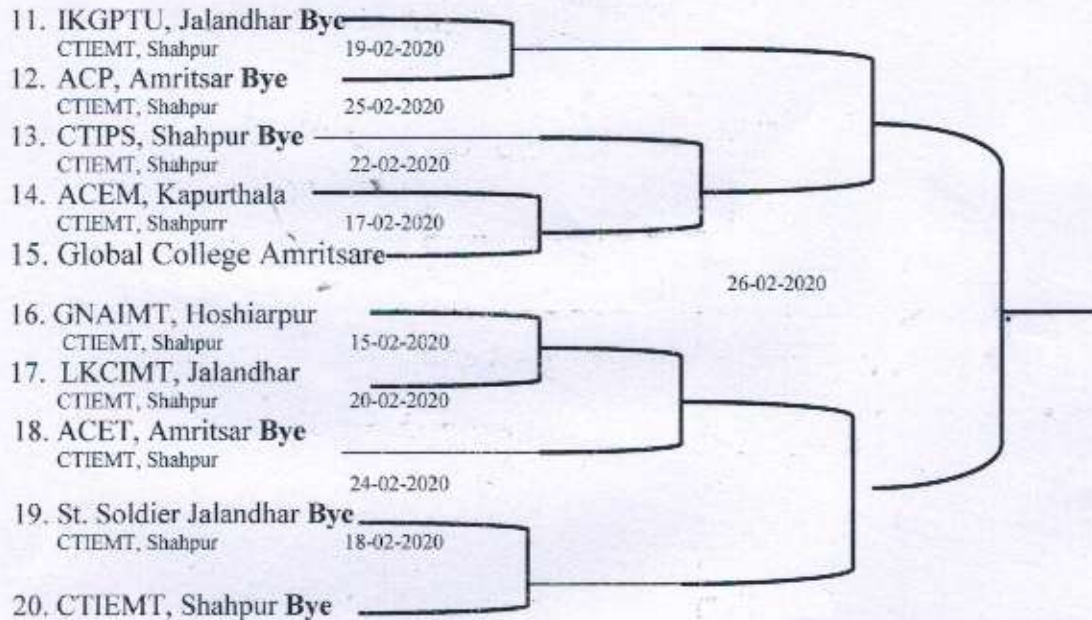 11. IKGPTU, Jalandhar Bye
CTIEMT, Shahpur 19-02-2020
12. ACP, Amritsar Bye
CTIEMT, Shahpur 25-02-2020
13. CTIPS, Shahpur Bye
CTIEMT, Shahpur 22-02-2020
14. ACEM, Kapurthala
CTIEMT, Shahpurr 17-02-2020
15. Global College Amritsare
26-02-2020
16. GNAIMT, Hoshiarpur
CTIEMT, Shahpur 15-02-2020
17. LKCIMT, Jalandhar
CTIEMT, Shahpur 20-02-2020
18. ACET, Amritsar Bye
CTIEMT, Shahpur
24-02-2020
19. St. Soldier Jalandhar Bye
CTIEMT, Shahpur 18-02-2020
20. CTIEMT, Shahpur Bye